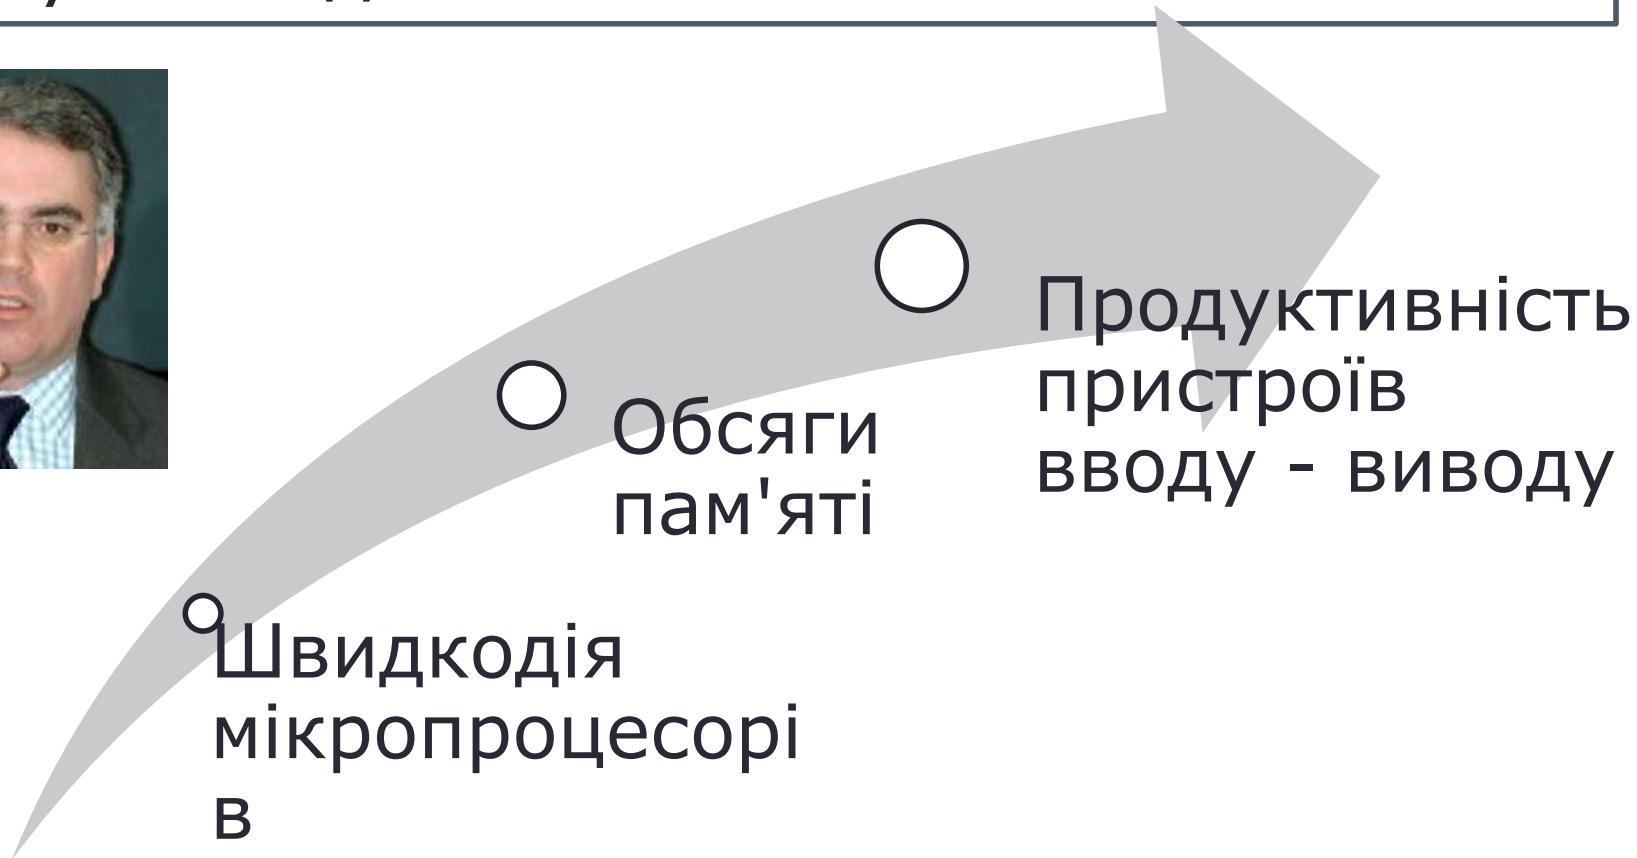 Продуктивність
пристроїв
вводу - виводу
Обсяги
пам'яті
Швидкодія
мікропроцесорі
в